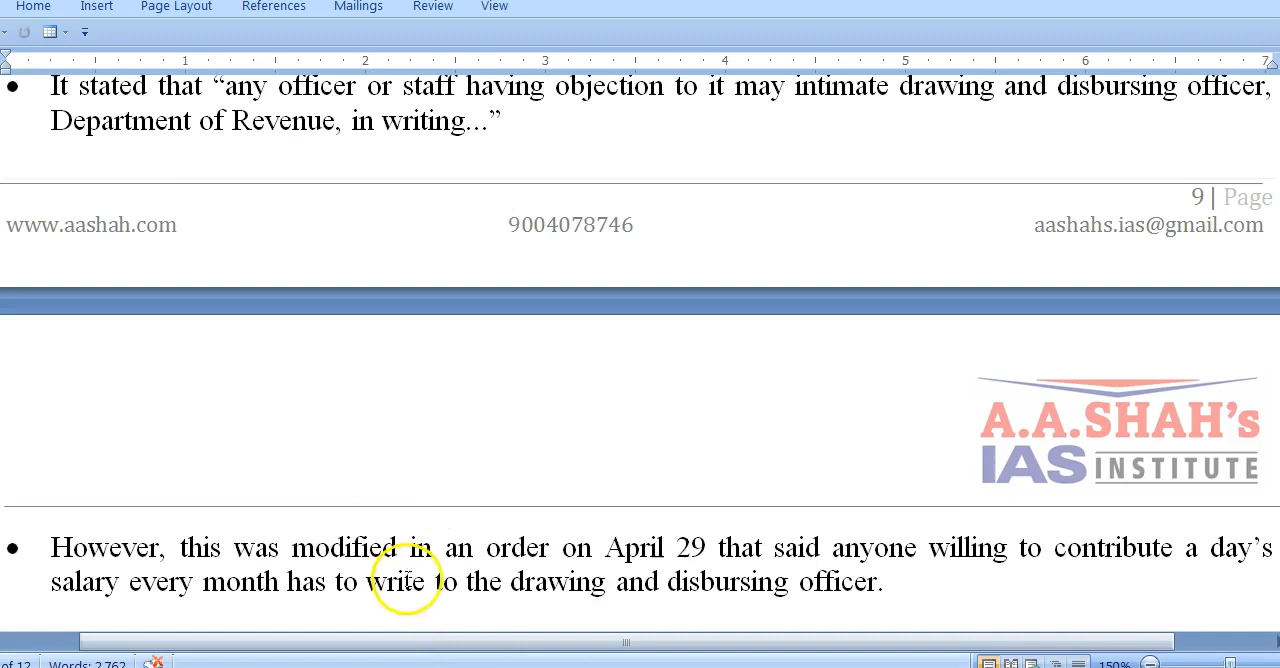 Home Insert Page Layout References Mailings Review View
1 2 3 4 5 6 7
• It stated that “any officer or staff having objection to it may intimate drawing and disbursing officer,
Department of Revenue, in writing...”
9 | Page
www.aashah.com 9004078746 aashahs.ias@gmail.com
A.A.SHAH’s
IAS INSTITUTE
• However, this was modified in an order on April 29 that said anyone willing to contribute a day’s
salary every month has to write to the drawing and disbursing officer.
of 12 Words: 2,762 150%